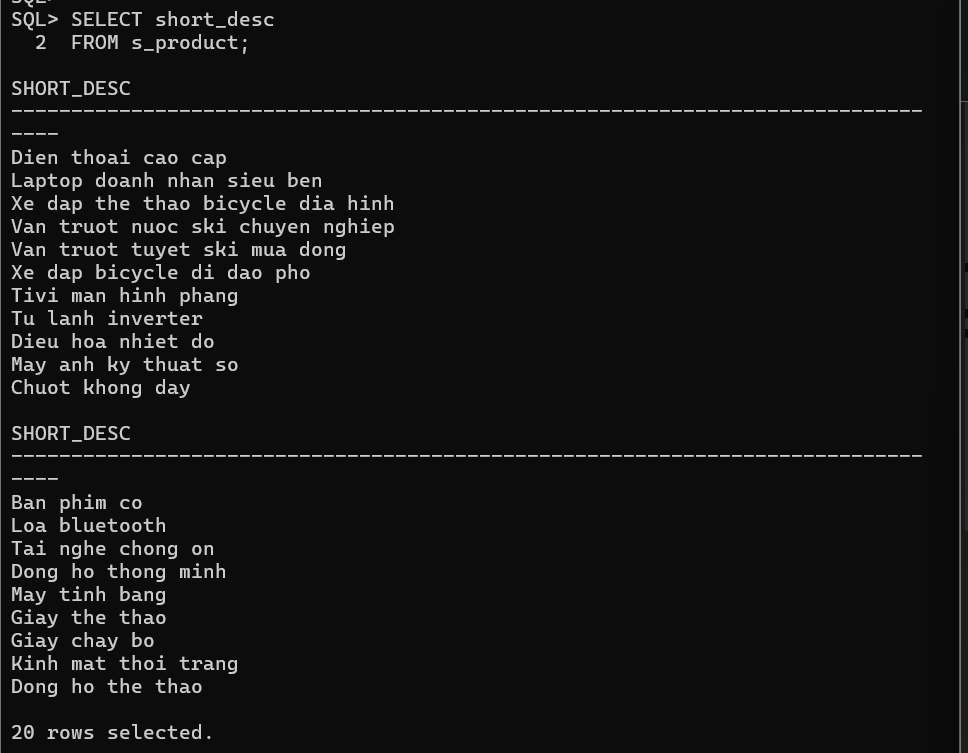 SQL>
SQL> SELECT short_desc
  2  FROM s_product;

SHORT_DESC
----------------------------------------------------------------------------
----
Dien thoai cao cap
Laptop doanh nhan sieu ben
Xe dap the thao bicycle dia hinh
Van truot nuoc ski chuyen nghiep
Van truot tuyet ski mua dong
Xe dap bicycle di dao pho
Tivi man hinh phang
Tu lanh inverter
Dieu hoa nhiet do
May anh ky thuat so
Chuot khong day

SHORT_DESC
----------------------------------------------------------------------------
----
Ban phim co
Loa bluetooth
Tai nghe chong on
Dong ho thong minh
May tinh bang
Giay the thao
Giay chay bo
Kinh mat thoi trang
Dong ho the thao

20 rows selected.